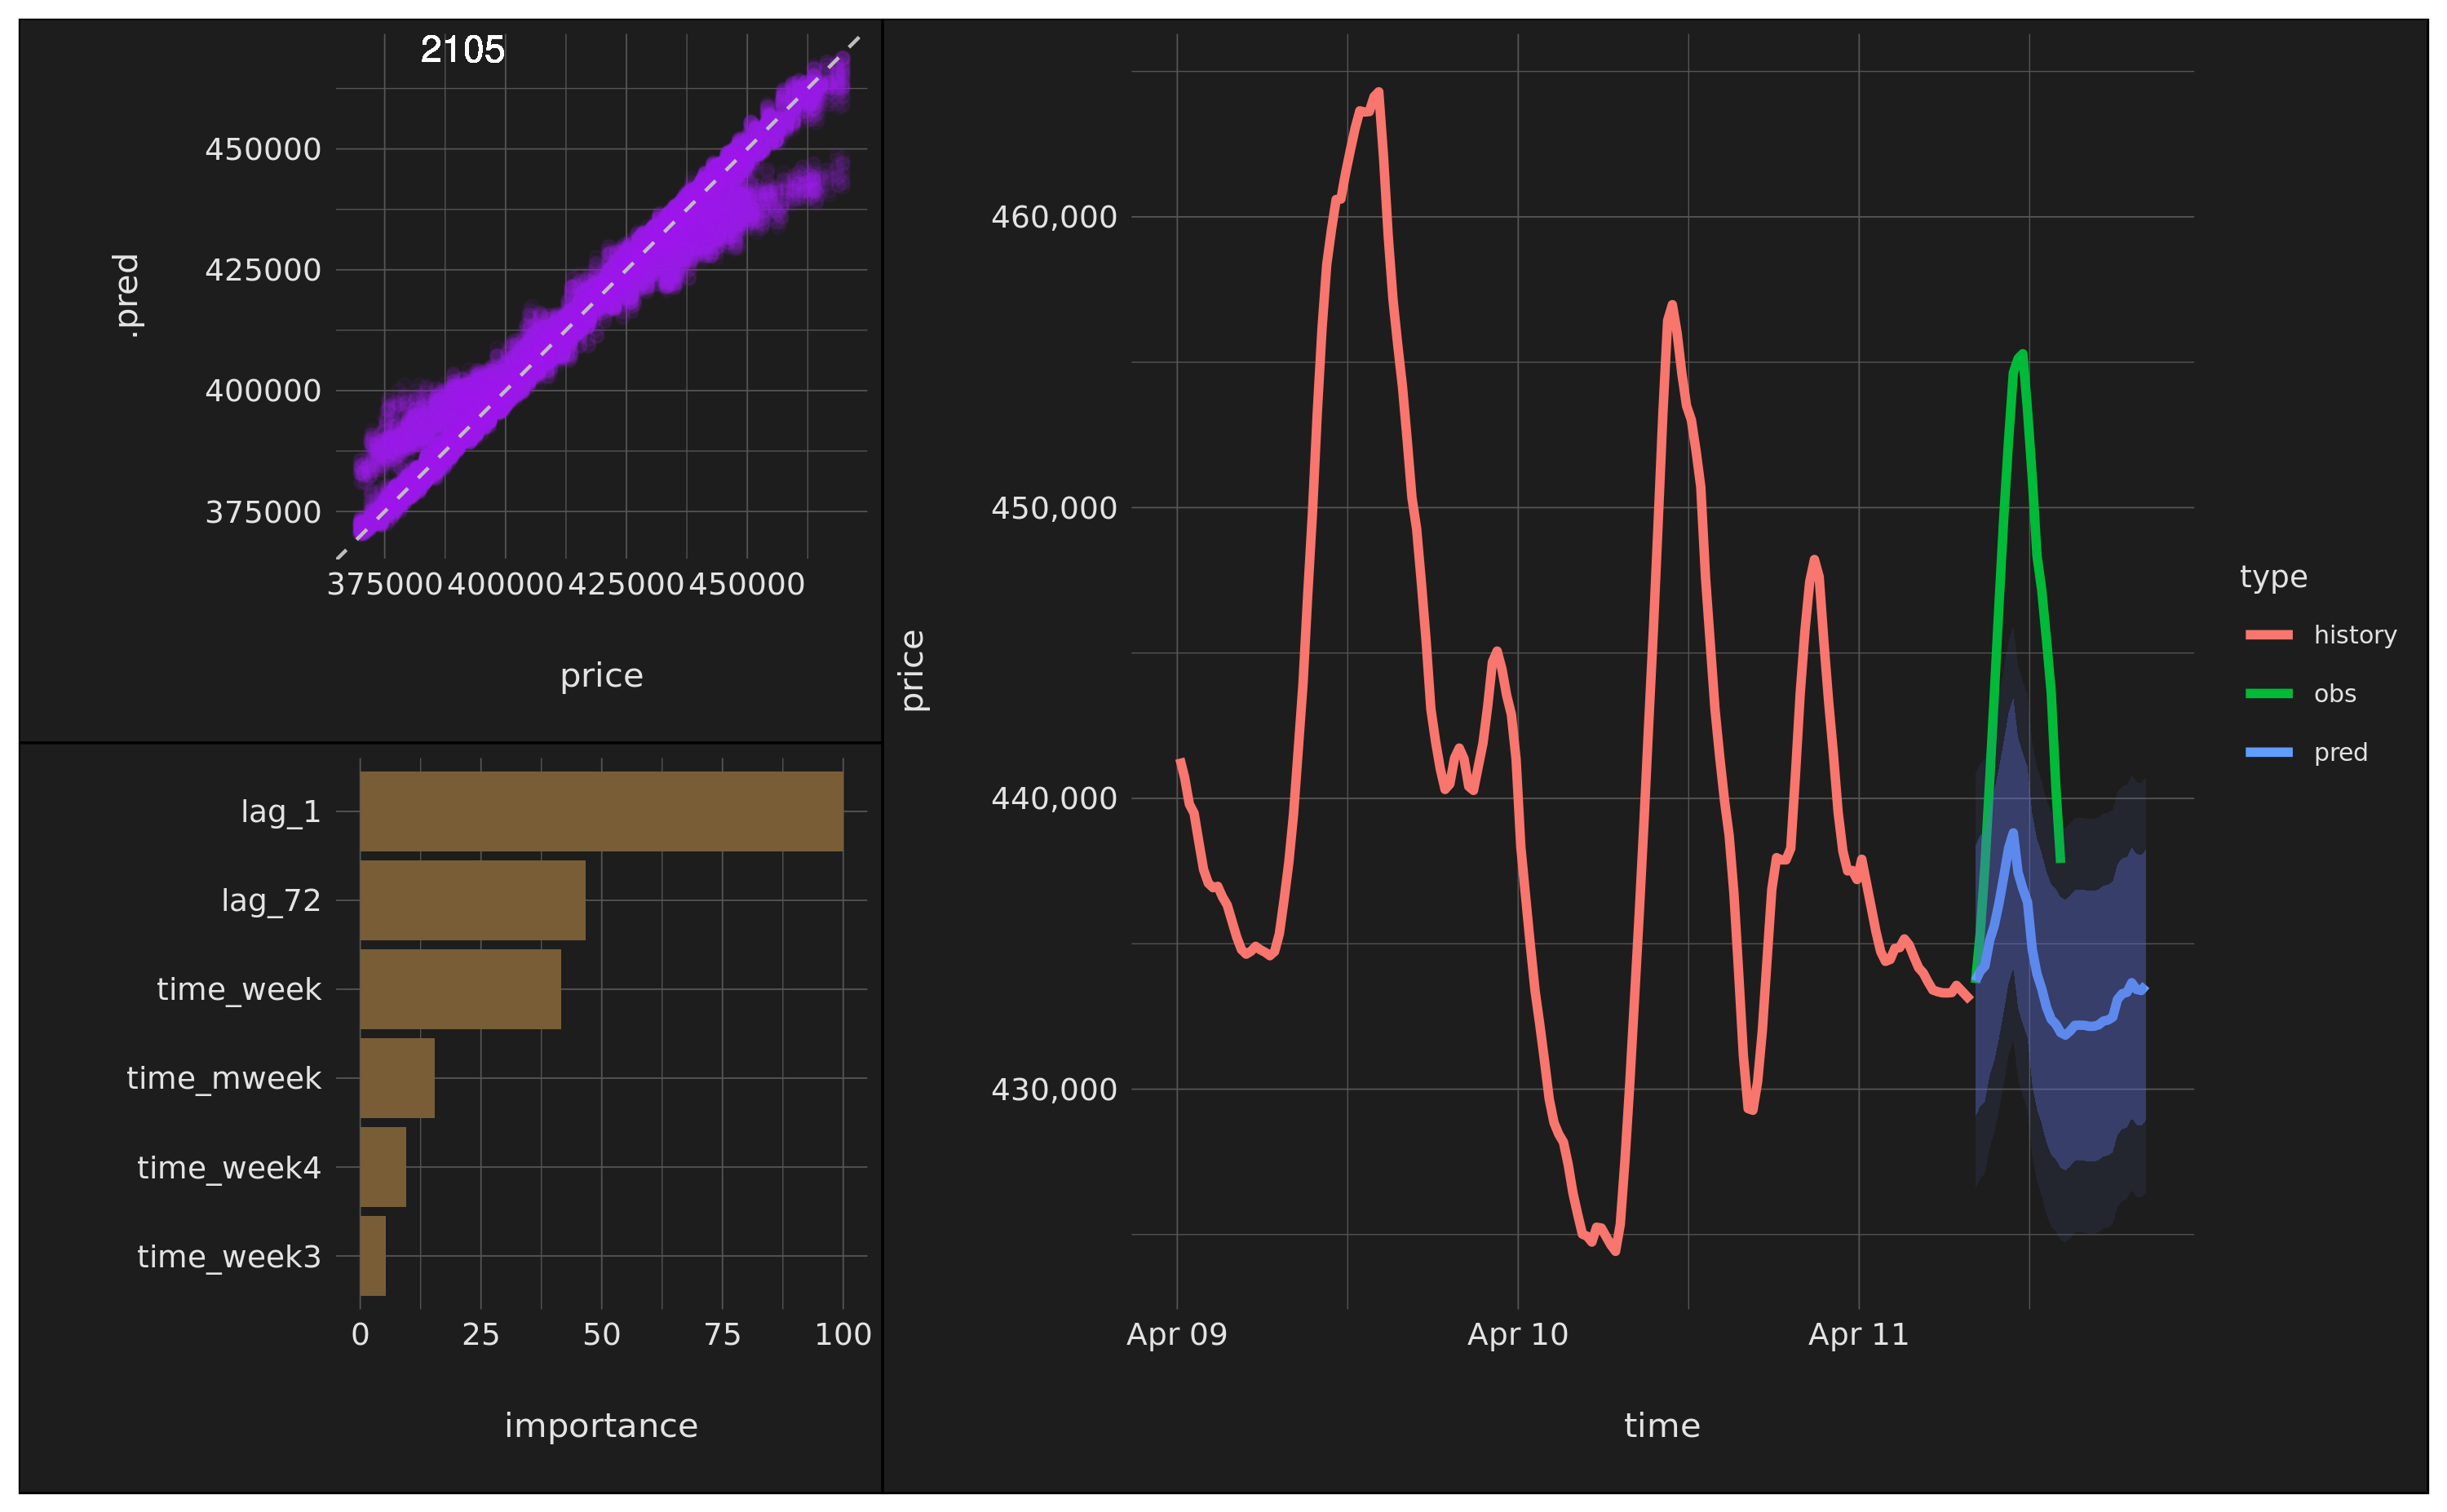 2105
.pred
450000
425000
400000
375000
375000 400000 425000 450000
price
lag_1
lag_72
time_week
time_mweek
time_week4
time_week3
0 25 50 75 100
importance
price
460,000
450,000
440,000
430,000
Apr 09 Apr 10 Apr 11
time
type
history
obs
pred